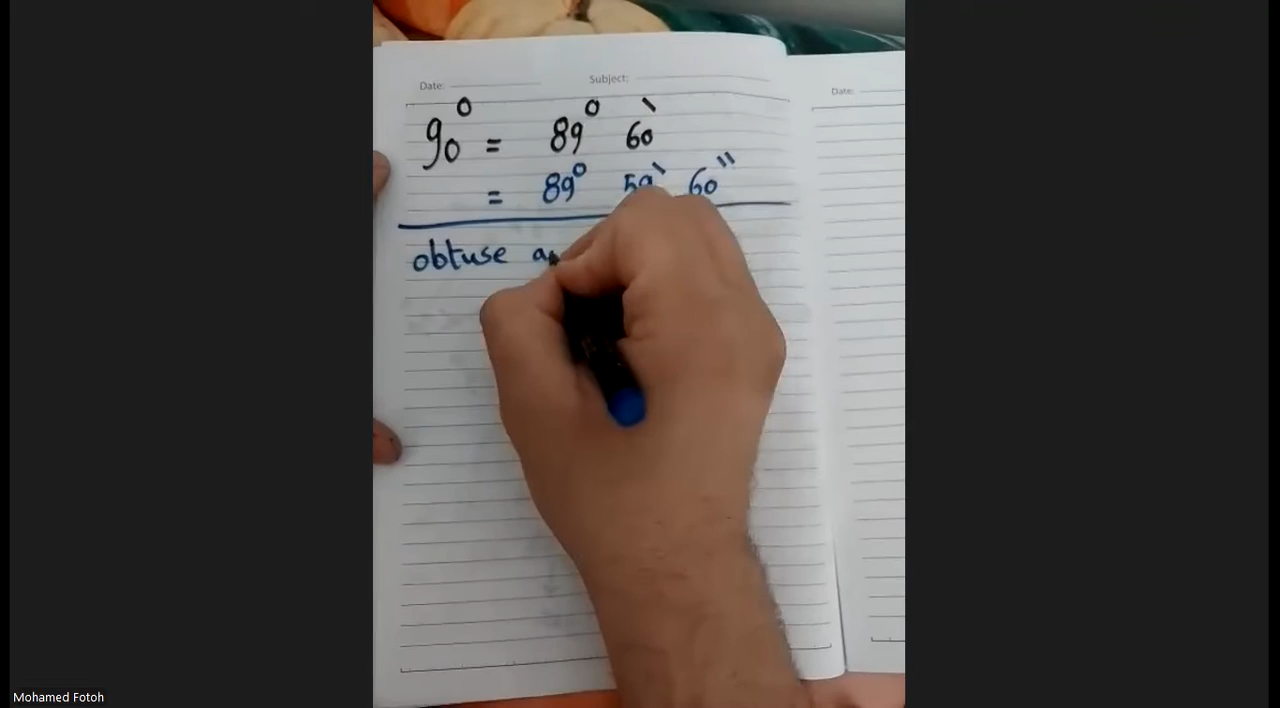 Date: Subject:
90° = 89° 60`
= 89° 59` 60"
obtuse
Date:
Mohamed Fotoh